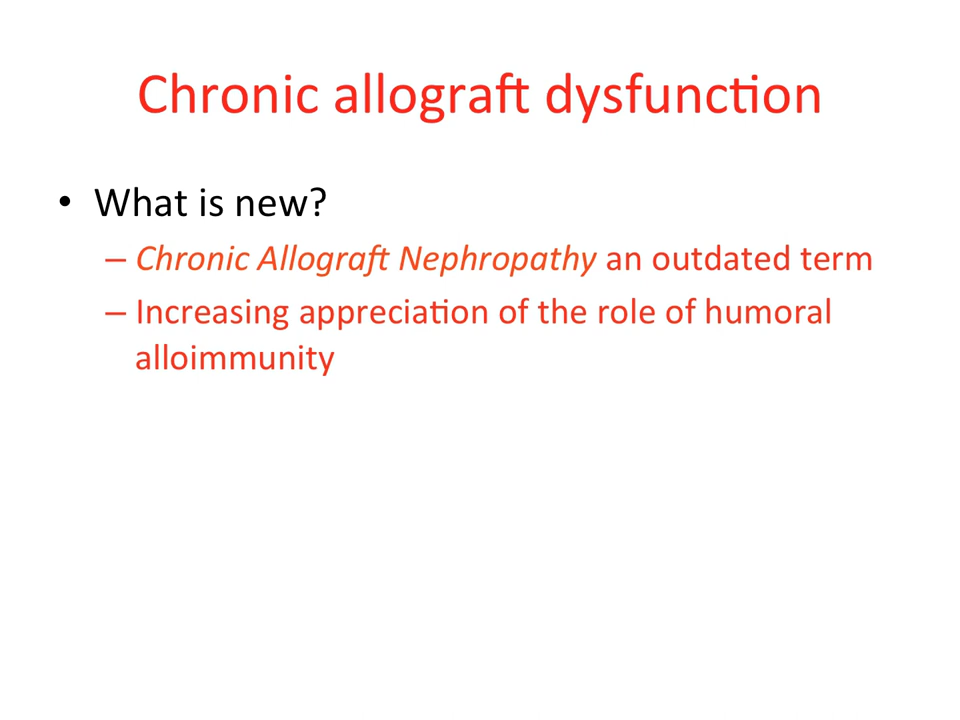 Chronic allograft dysfunction
• What is new?
– Chronic Allograft Nephropathy an outdated term
– Increasing appreciation of the role of humoral
alloimmunity